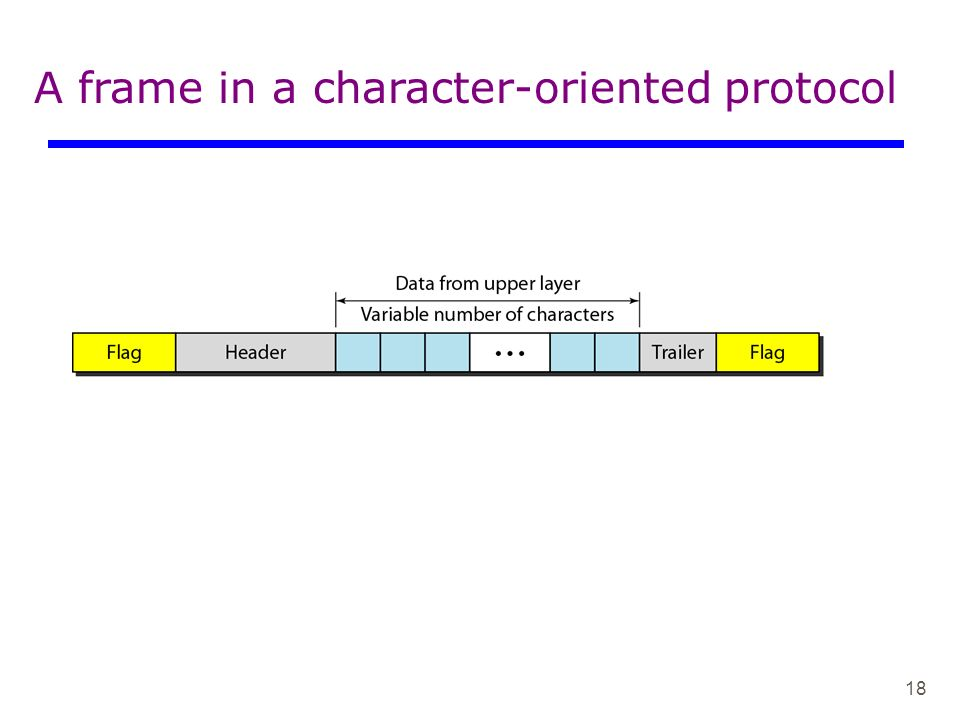 A frame in a character-oriented protocol
Data from upper layer
Variable number of characters
Flag Header ••• Trailer Flag
18